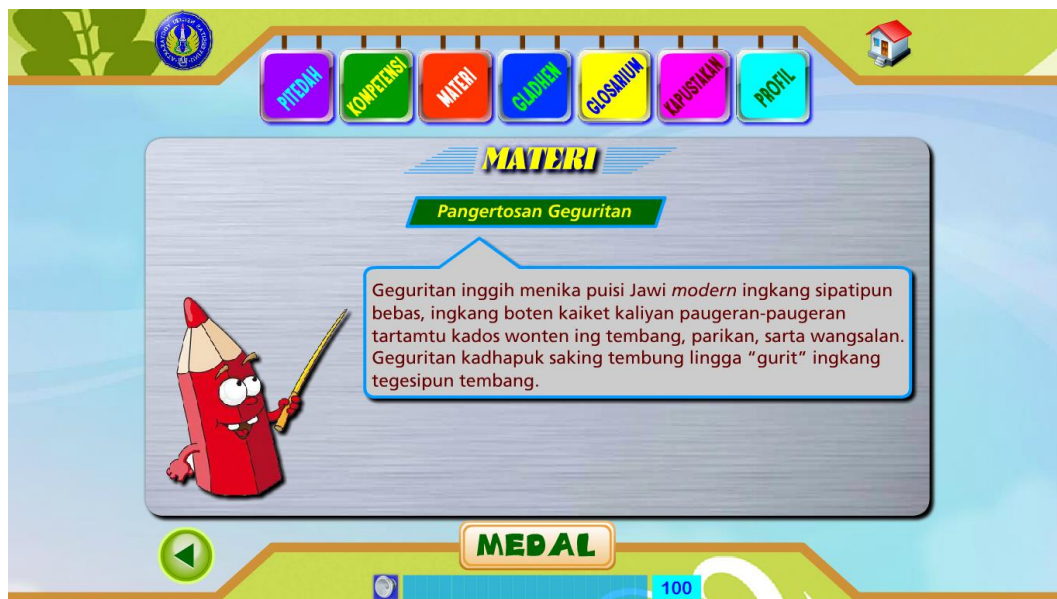 PITEDAH
KOMPETENSI
MATERI
GLADHEN
GLOSARIUM
KAPUSTAKAN
PROFIL
MATERI
Pangertosan Geguritan
Geguritan inggih menika puisi Jawi modern ingkang sipatipun
bebas, ingkang boten kaiket kaliyan paugeran-paugeran
tartamtu kados wonten ing tembang, parikan, sarta wangsalan.
Geguritan kadhapuk saking tembung lingga “gurit” ingkang
tegesipun tembang.
MEDAL
100